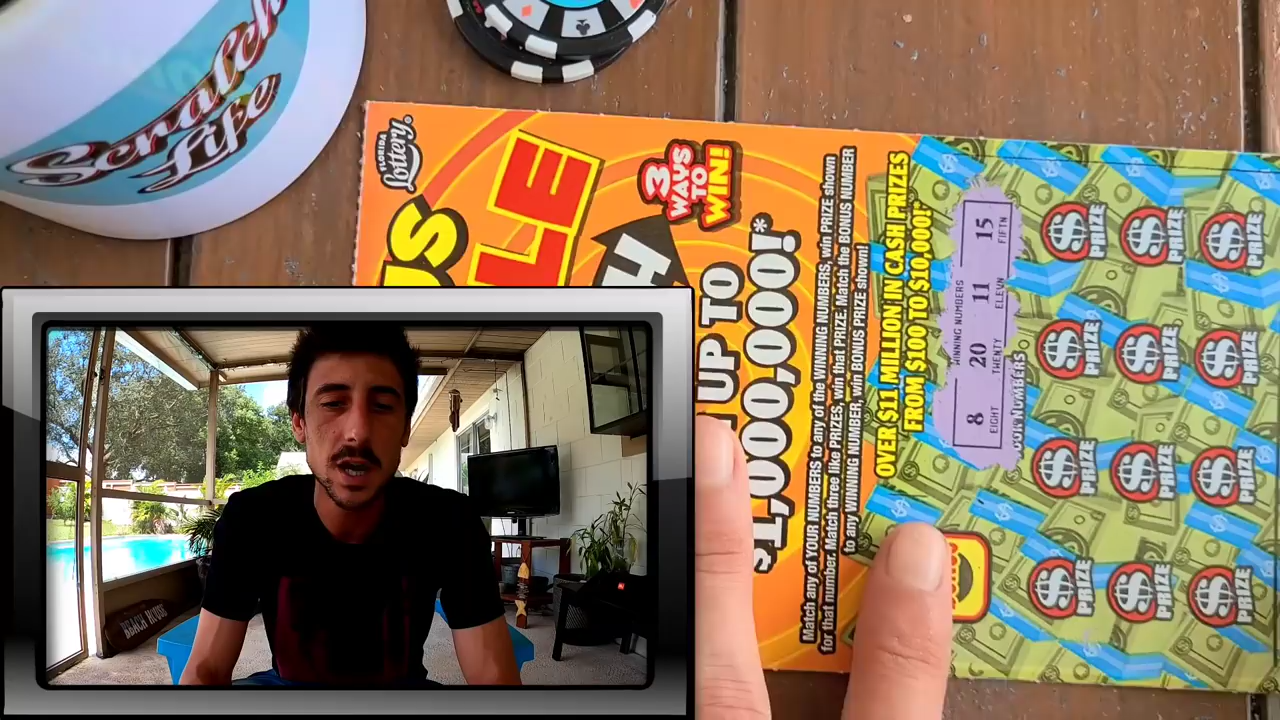 Scratch
Life
FLORIDA
Lottery
3
WAYS
TO
WIN!
UP TO
$1,000,000!*
Match any of YOUR NUMBERS to any of the WINNING NUMBERS, win PRIZE shown
for that number. Match three like PRIZES, win that PRIZE. Match the BONUS NUMBER
to any WINNING NUMBER, win BONUS PRIZE shown!
OVER $11 MILLION IN CASH PRIZES
FROM $100 TO $10,000!*
WINNING NUMBERS
8 20 11 15
EIGHT TWENTY ELEVN FIFTN
YOUR NUMBERS
$ PRIZE $ PRIZE $ PRIZE $ PRIZE
$ PRIZE $ PRIZE $ PRIZE $ PRIZE
$ PRIZE $ PRIZE $ PRIZE $ PRIZE
BEACH HOUSE